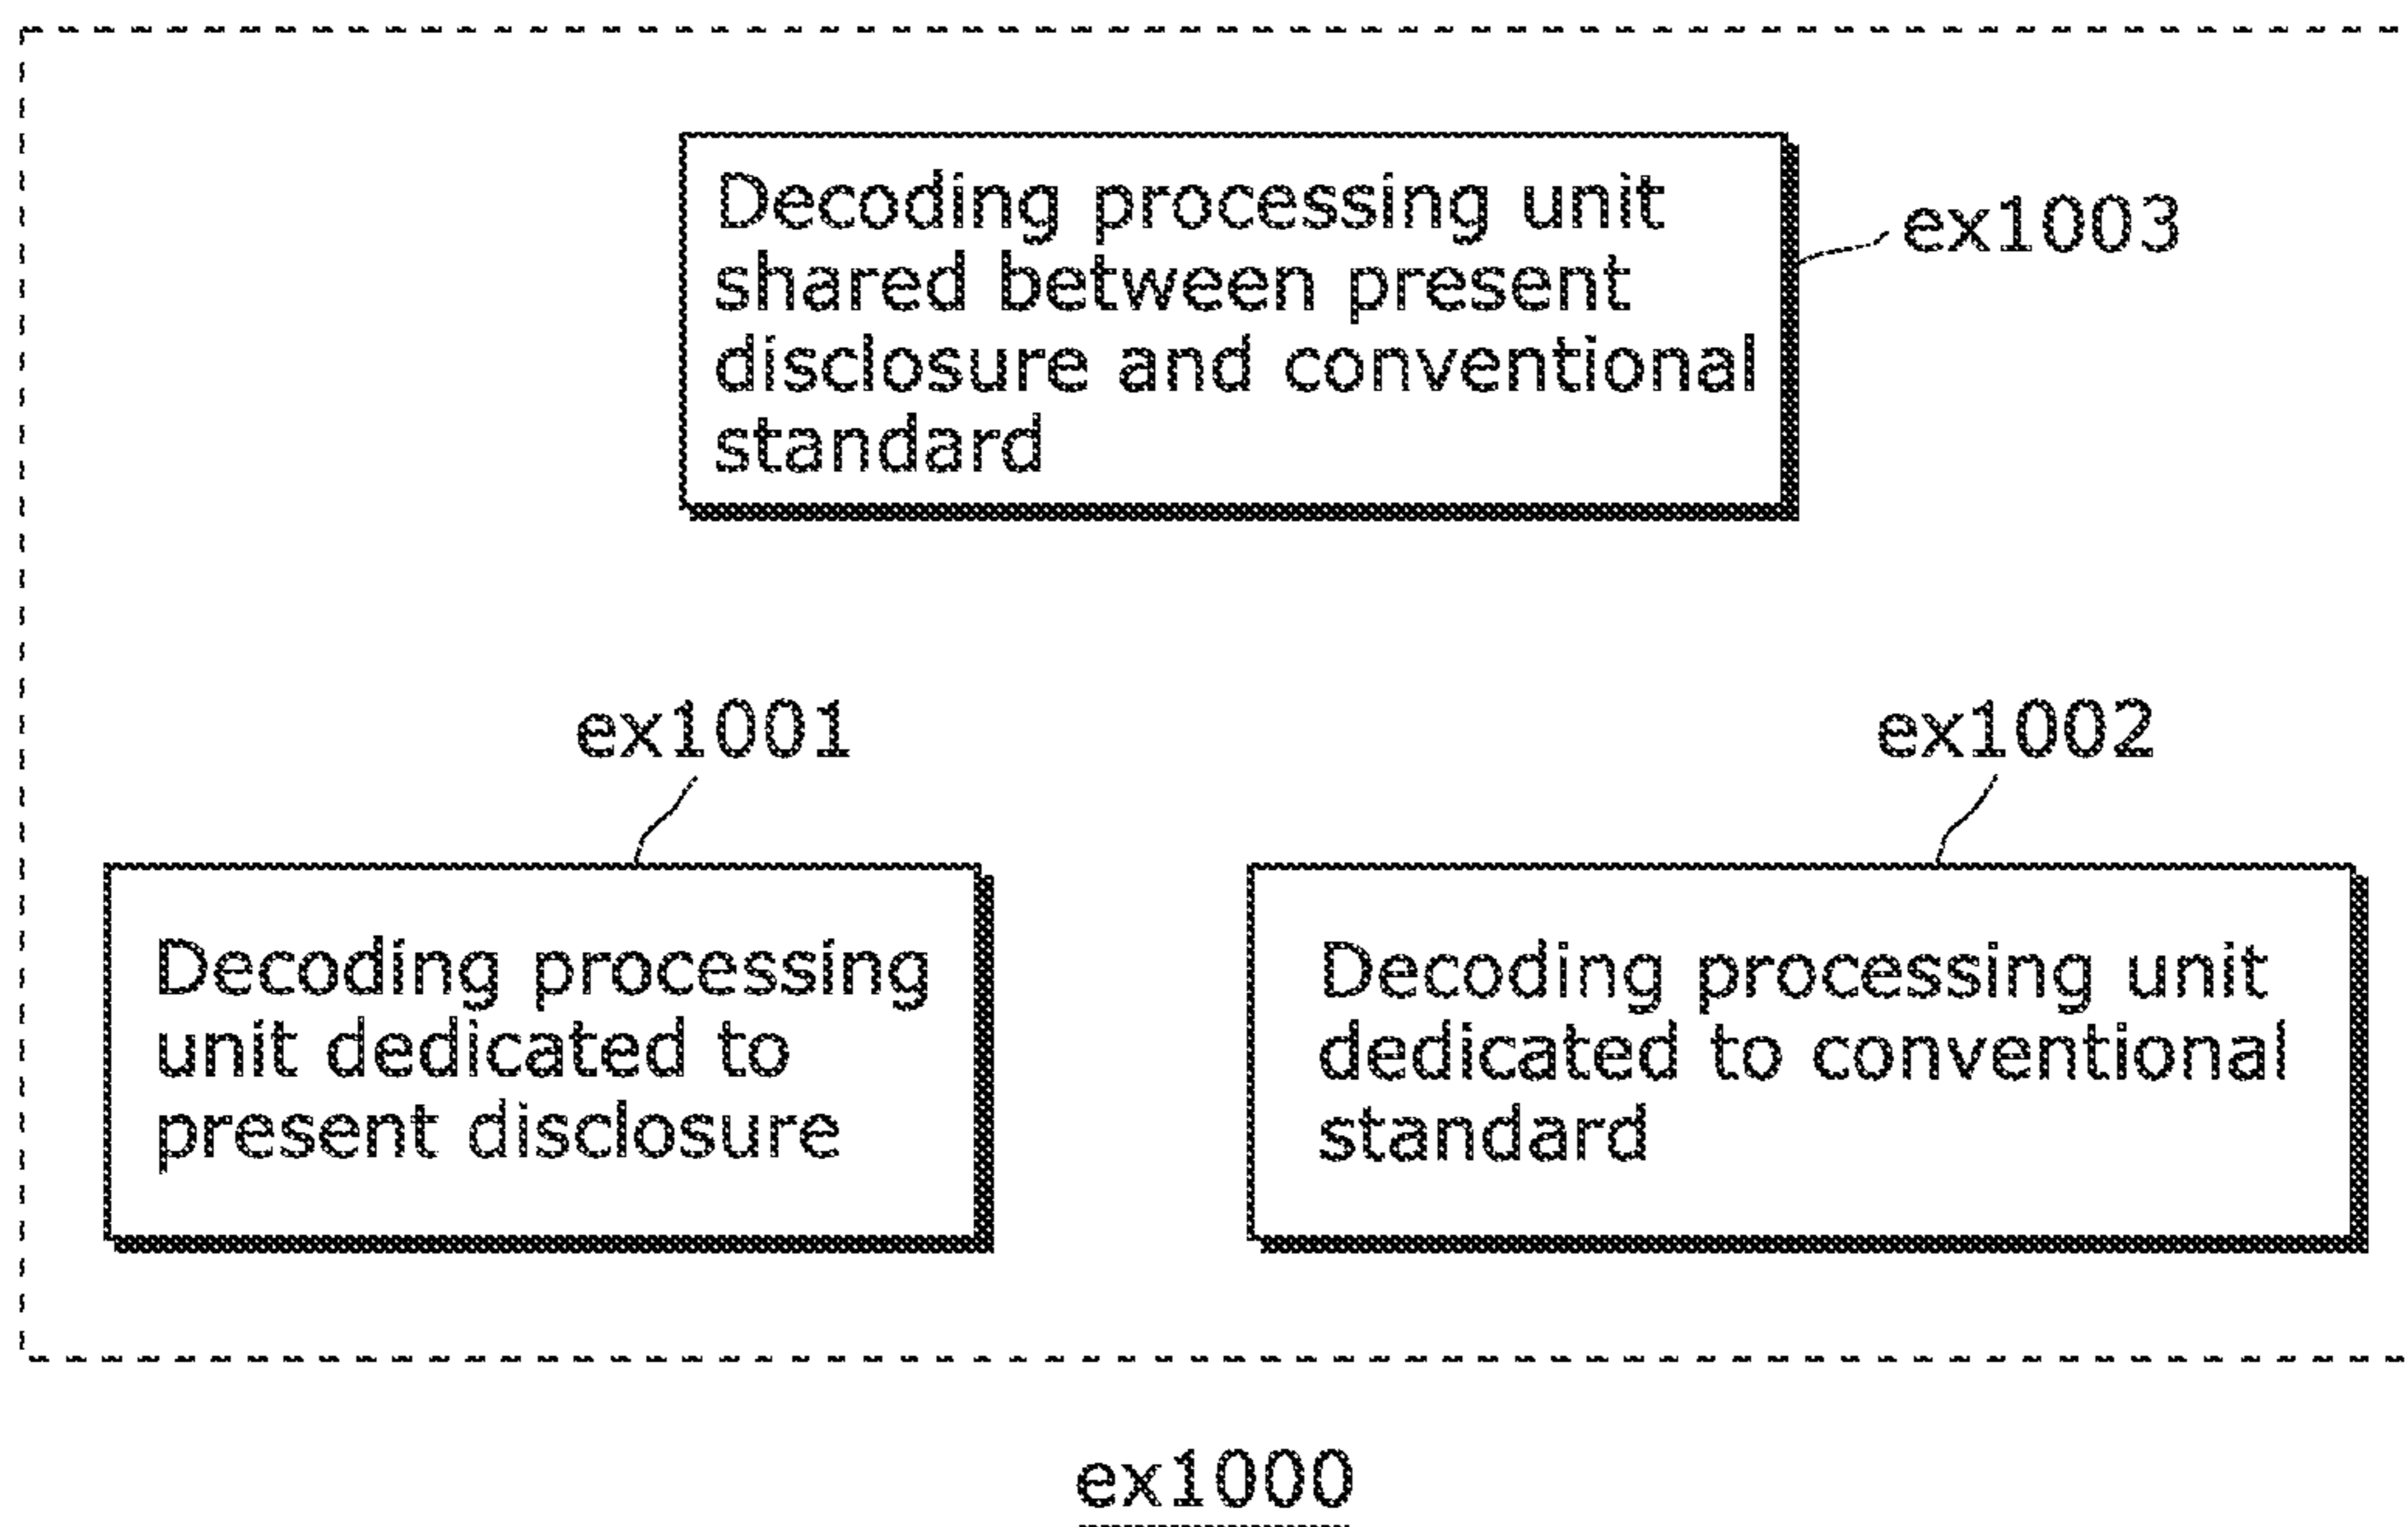 Decoding processing unit
shared between present
disclosure and conventional
standard
ex1003
ex1001
ex1002
Decoding processing
unit dedicated to
present disclosure
Decoding processing unit
dedicated to conventional
standard
ex1000